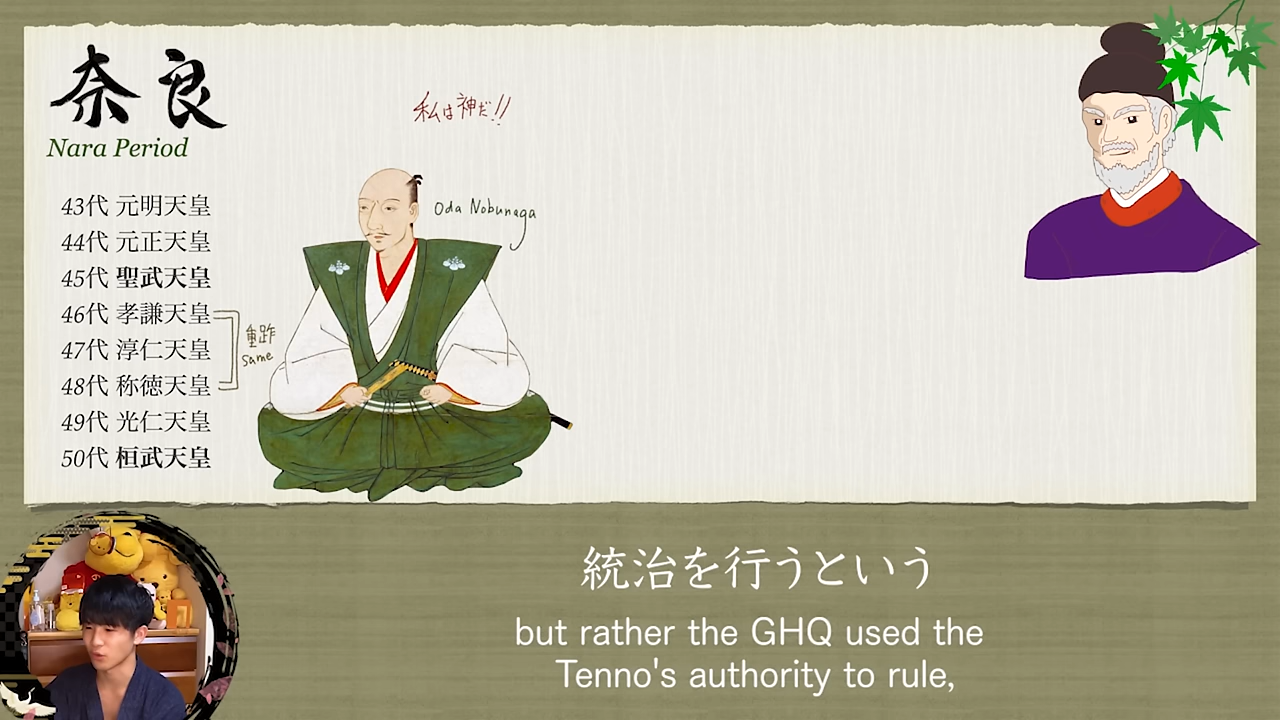 奈良
Nara Period
43代 元明天皇
44代 元正天皇
45代 聖武天皇
46代 孝謙天皇
47代 淳仁天皇
48代 称徳天皇
49代 光仁天皇
50代 桓武天皇
重祚
same
私は神だ!!
Oda Nobunaga
統治を行うという
but rather the GHQ used the
Tenno's authority to rule,